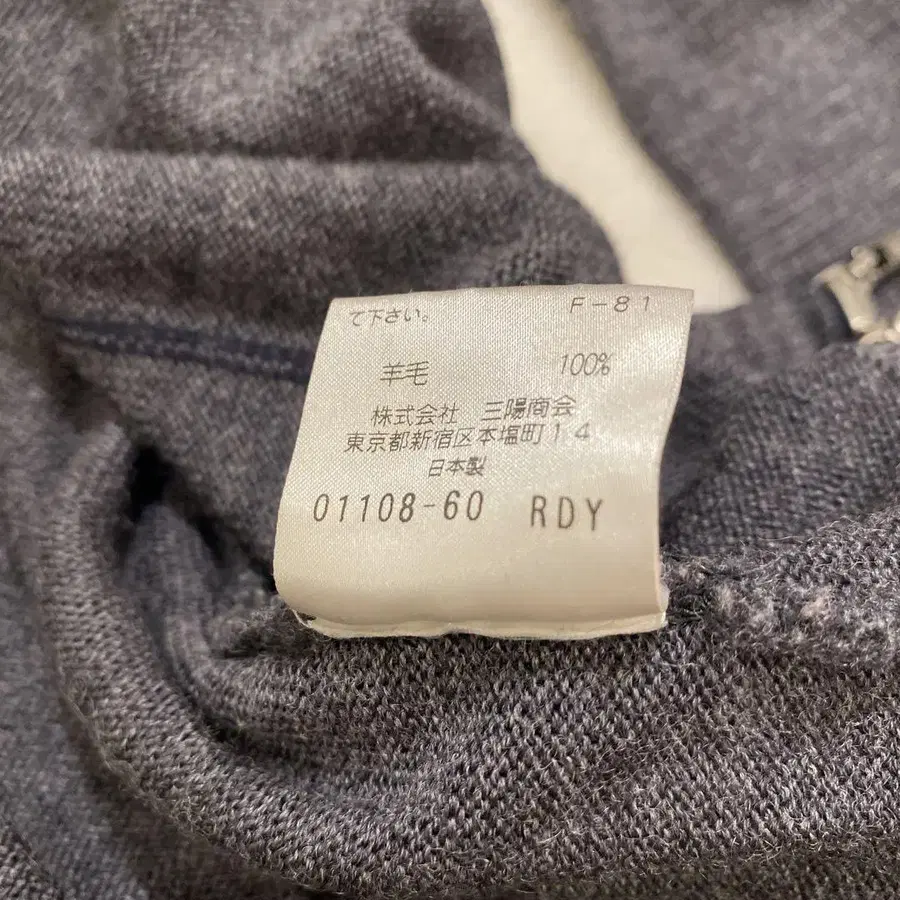 て下さい。 F-81
羊毛 100%
株式会社 三陽商会
東京都新宿区本塩町14
日本製
01108-60 RDY